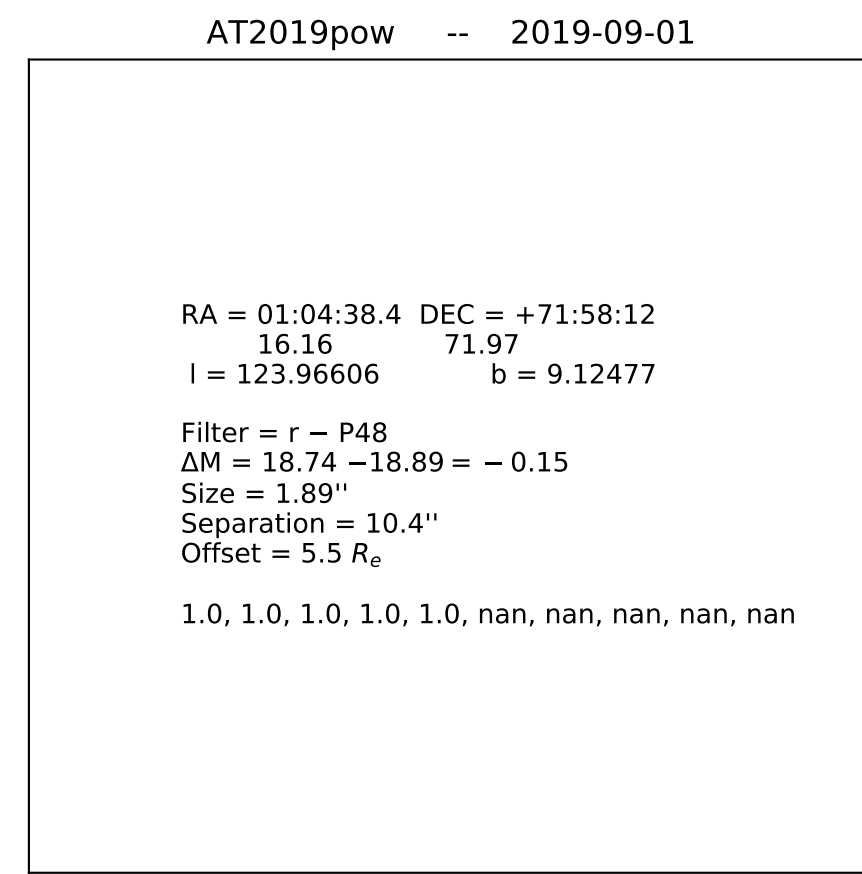 AT2019pow -- 2019-09-01
RA = 01:04:38.4 DEC = +71:58:12
16.16 71.97
l = 123.96606 b = 9.12477
Filter = r − P48
ΔM = 18.74 −18.89 = − 0.15
Size = 1.89''
Separation = 10.4''
Offset = 5.5 Rₑ
1.0, 1.0, 1.0, 1.0, 1.0, nan, nan, nan, nan, nan